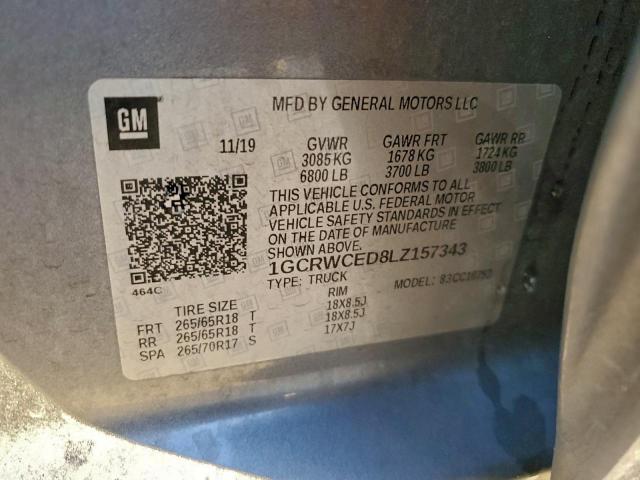 GM
MFD BY GENERAL MOTORS LLC
11/19 GVWR GAWR FRT GAWR RR
3085 KG 1678 KG 1724 KG
6800 LB 3700 LB 3800 LB
THIS VEHICLE CONFORMS TO ALL
APPLICABLE U.S. FEDERAL MOTOR
VEHICLE SAFETY STANDARDS IN EFFECT
ON THE DATE OF MANUFACTURE
SHOWN ABOVE.
1GCRWCED8LZ157343
464C TYPE: TRUCK MODEL:
TIRE SIZE RIM
FRT 265/65R18 T 18X8.5J
RR 265/65R18 T 18X8.5J
SPA 265/70R17 S 17X7J